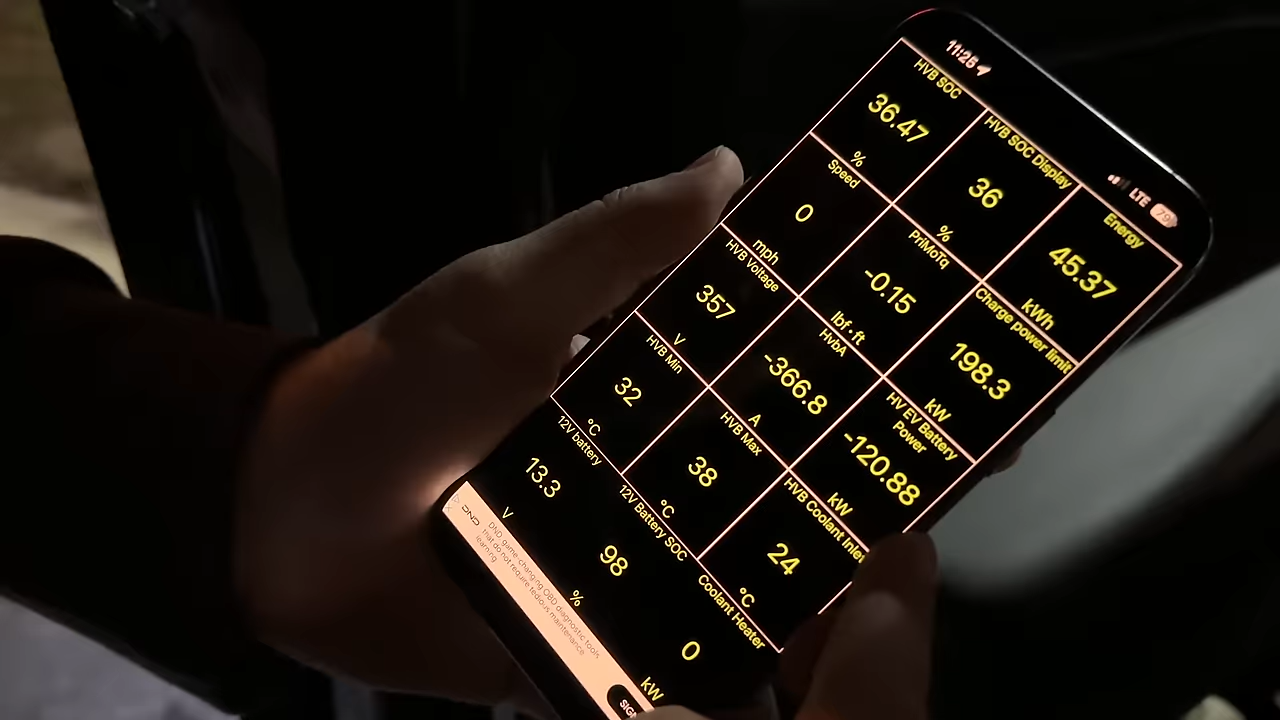 11:25
LTE 79
HVB SOC
36.47
%
HVB SOC Display
36
%
Energy
45.37
kWh
Speed
0
mph
PriMoTq
-0.15
lbf•ft
Charge power limit
198.3
kW
HVB Voltage
357
V
HvbA
-366.8
A
HV EV Battery
Power
-120.88
kW
HVB Min
32
°C
HVB Max
38
°C
HVB Coolant Inlet
24
°C
12V battery
13.3
V
12V Battery SOC
98
%
Coolant Heater
0
kW
DND
DND game changing OBD diagnostic tools
that do not require tedious maintenance
learning
SIGN